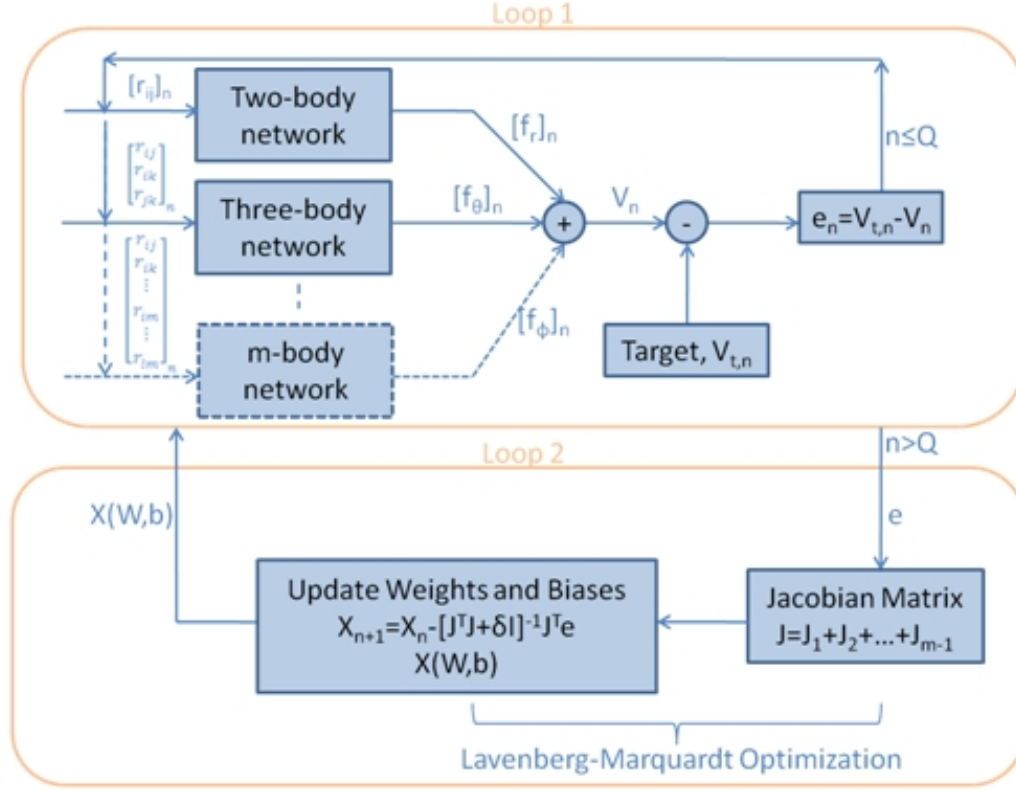 Loop 1
[r_ij]_n
Two-body
network
[f_r]_n
n≤Q
[r_ij
r_ik
r_jk]_n
Three-body
network
[f_θ]_n
+
V_n
-
e_n=V_t,n-V_n
[r_ij
r_ik
⋮
r_im
⋮
r_lm]_n
m-body
network
[f_ϕ]_n
Target, V_t,n
Loop 2
n>Q
X(W,b)
e
Update Weights and Biases
X_n+1=X_n-[J^TJ+δI]^-1J^Te
X(W,b)
Jacobian Matrix
J=J_1+J_2+...+J_m-1
Lavenberg-Marquardt Optimization